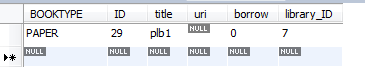 BOOKTYPE ID title uri borrow library_ID
PAPER 29 plb1 NULL 0 7
NULL NULL NULL NULL NULL NULL